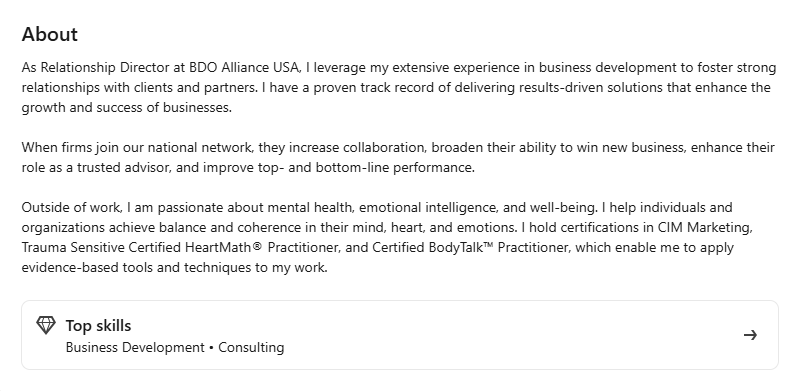 About
As Relationship Director at BDO Alliance USA, I leverage my extensive experience in business development to foster strong
relationships with clients and partners. I have a proven track record of delivering results-driven solutions that enhance the
growth and success of businesses.
When firms join our national network, they increase collaboration, broaden their ability to win new business, enhance their
role as a trusted advisor, and improve top- and bottom-line performance.
Outside of work, I am passionate about mental health, emotional intelligence, and well-being. I help individuals and
organizations achieve balance and coherence in their mind, heart, and emotions. I hold certifications in CIM Marketing,
Trauma Sensitive Certified HeartMath® Practitioner, and Certified BodyTalk™ Practitioner, which enable me to apply
evidence-based tools and techniques to my work.
Top skills
Business Development • Consulting